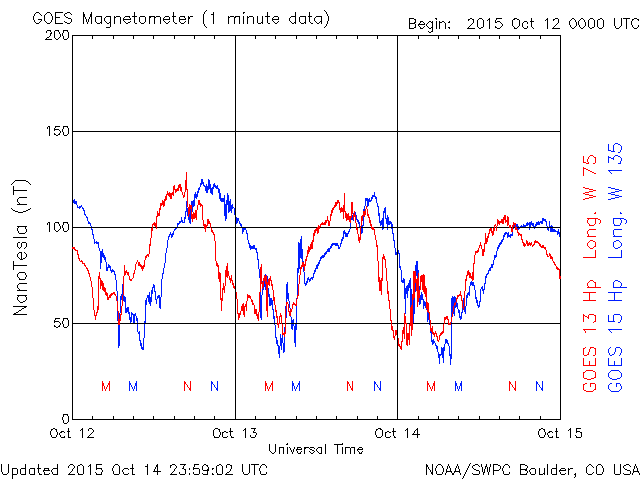 GOES Magnetometer (1 minute data)
Begin: 2015 Oct 12 0000 UTC
200
150
100
50
0
NanoTesla (nT)
M M N N M M N N M M N N
Oct 12 Oct 13 Oct 14 Oct 15
Universal Time
GOES 13 Hp Long. W 75
GOES 15 Hp Long. W 135
Updated 2015 Oct 14 23:59:02 UTC
NOAA/SWPC Boulder, CO USA